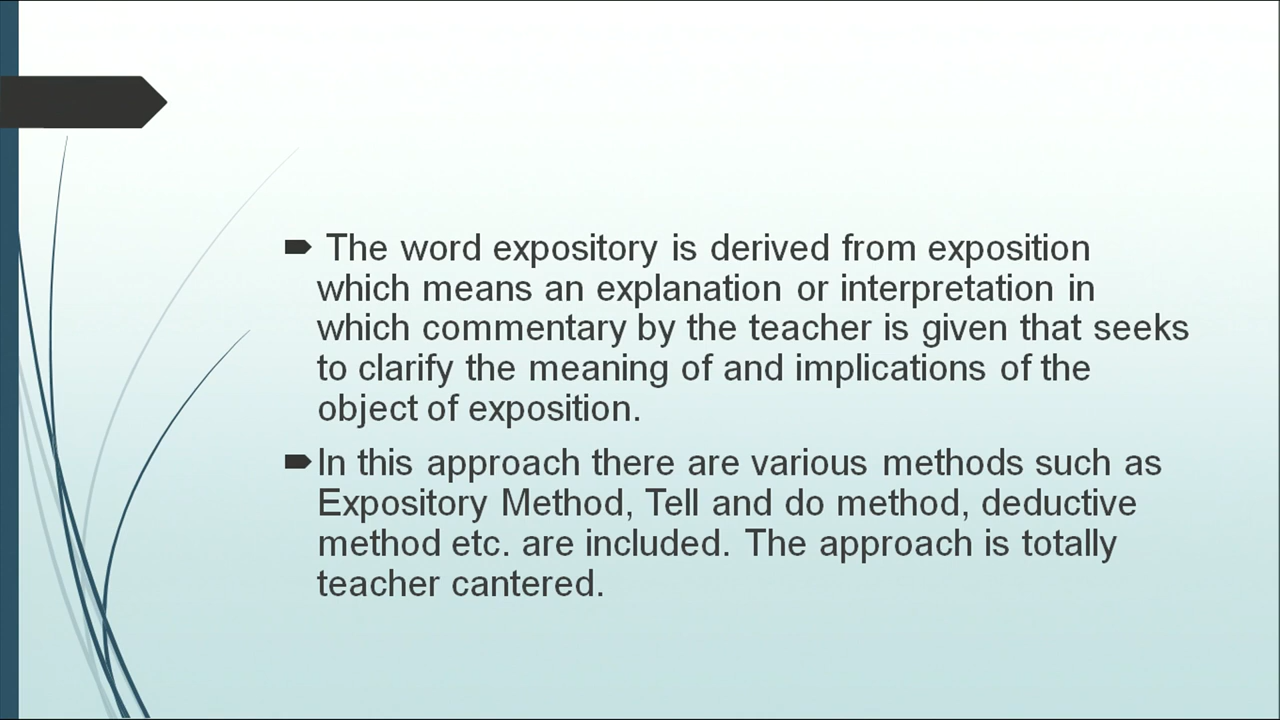 The word expository is derived from exposition
which means an explanation or interpretation in
which commentary by the teacher is given that seeks
to clarify the meaning of and implications of the
object of exposition.
In this approach there are various methods such as
Expository Method, Tell and do method, deductive
method etc. are included. The approach is totally
teacher cantered.